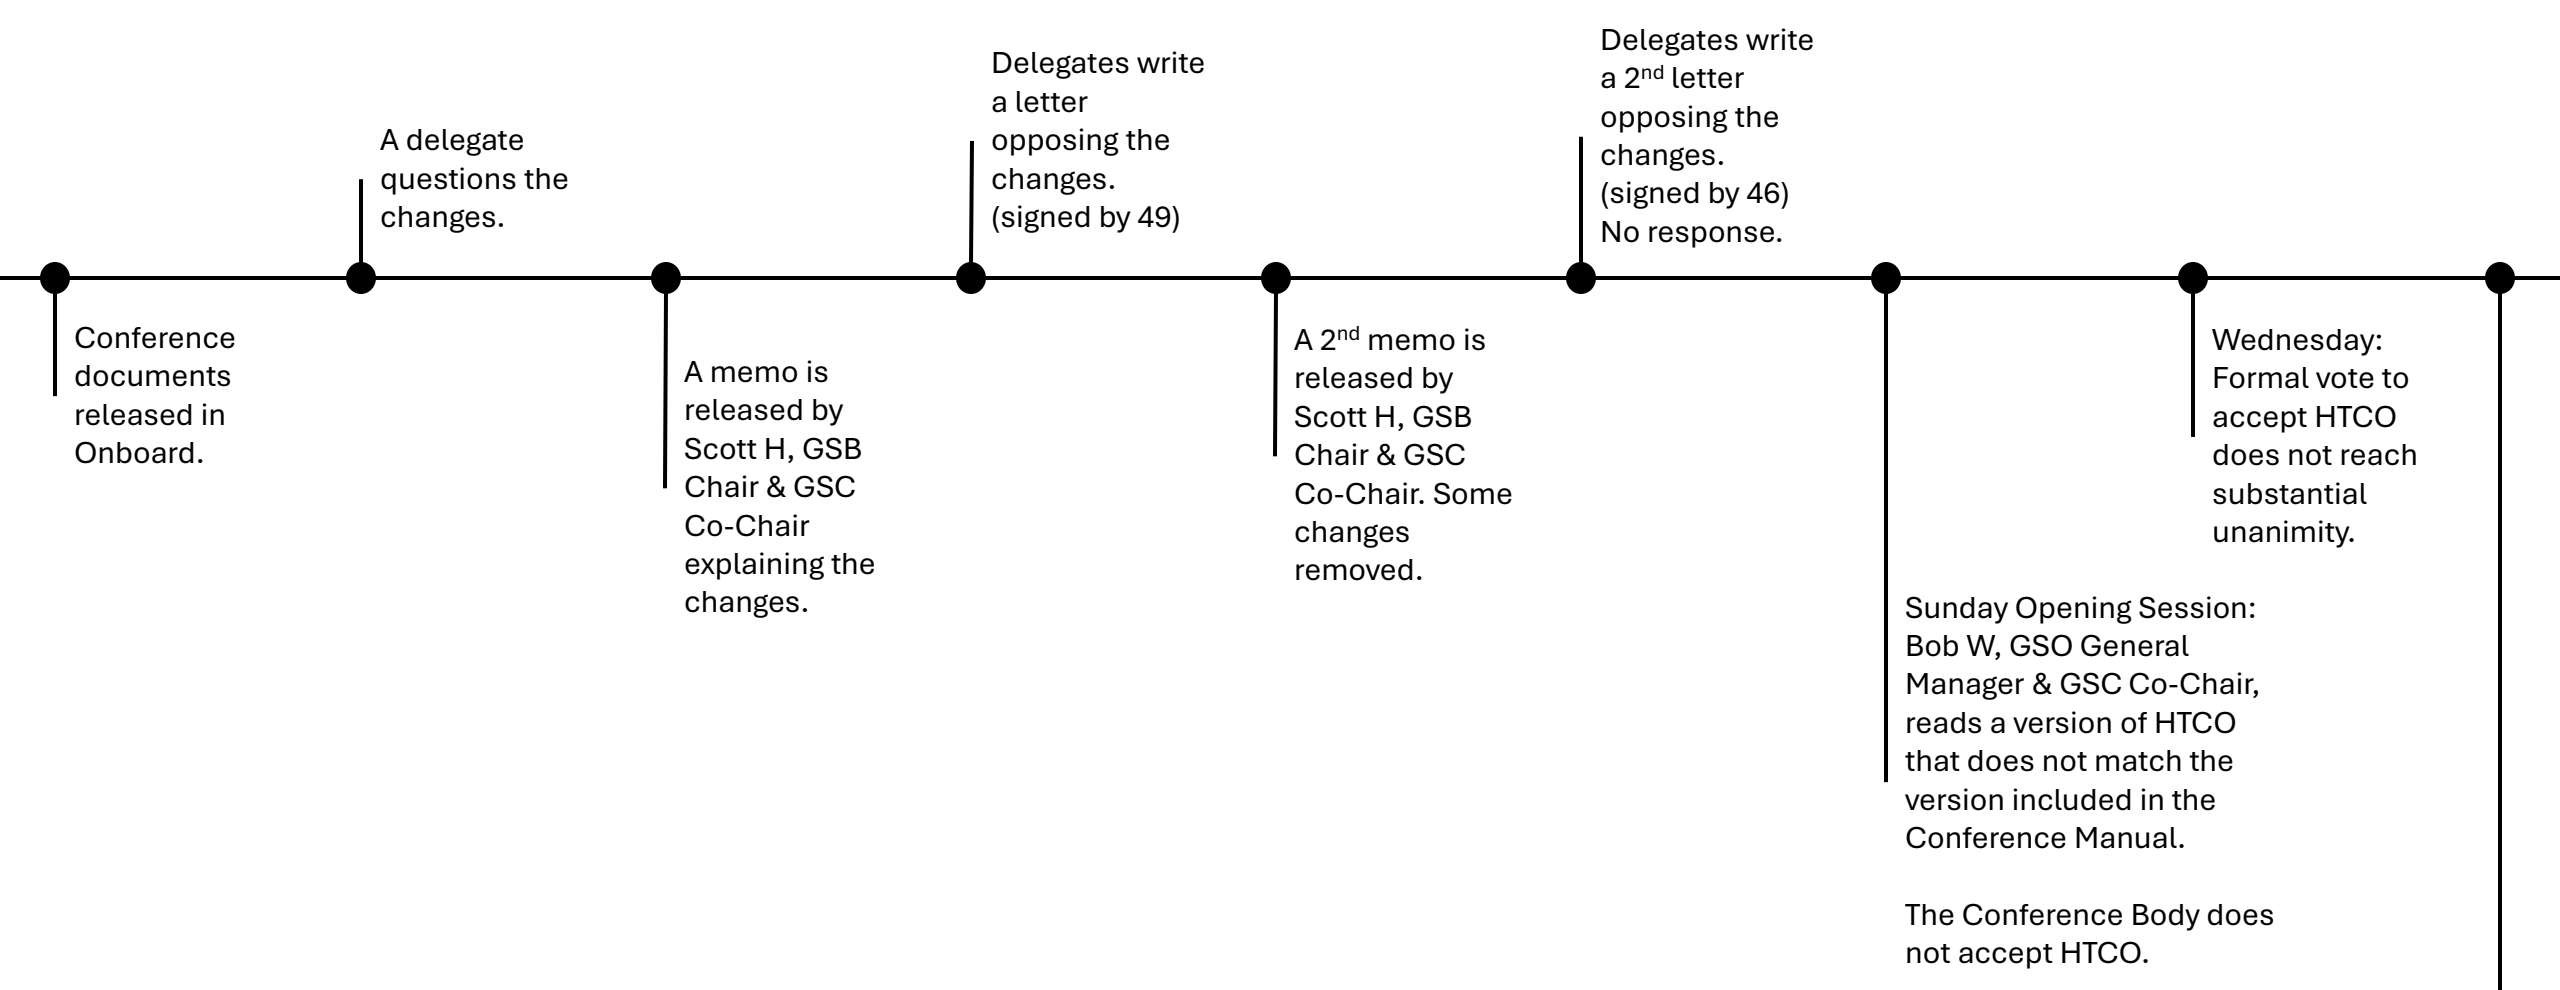 Conference
documents
released in
Onboard.
A delegate
questions the
changes.
A memo is
released by
Scott H, GSB
Chair & GSC
Co-Chair
explaining the
changes.
Delegates write
a letter
opposing the
changes.
(signed by 49)
A 2nd memo is
released by
Scott H, GSB
Chair & GSC
Co-Chair. Some
changes
removed.
Delegates write
a 2nd letter
opposing the
changes.
(signed by 46)
No response.
Sunday Opening Session:
Bob W, GSO General
Manager & GSC Co-Chair,
reads a version of HTCO
that does not match the
version included in the
Conference Manual.
The Conference Body does
not accept HTCO.
Wednesday:
Formal vote to
accept HTCO
does not reach
substantial
unanimity.